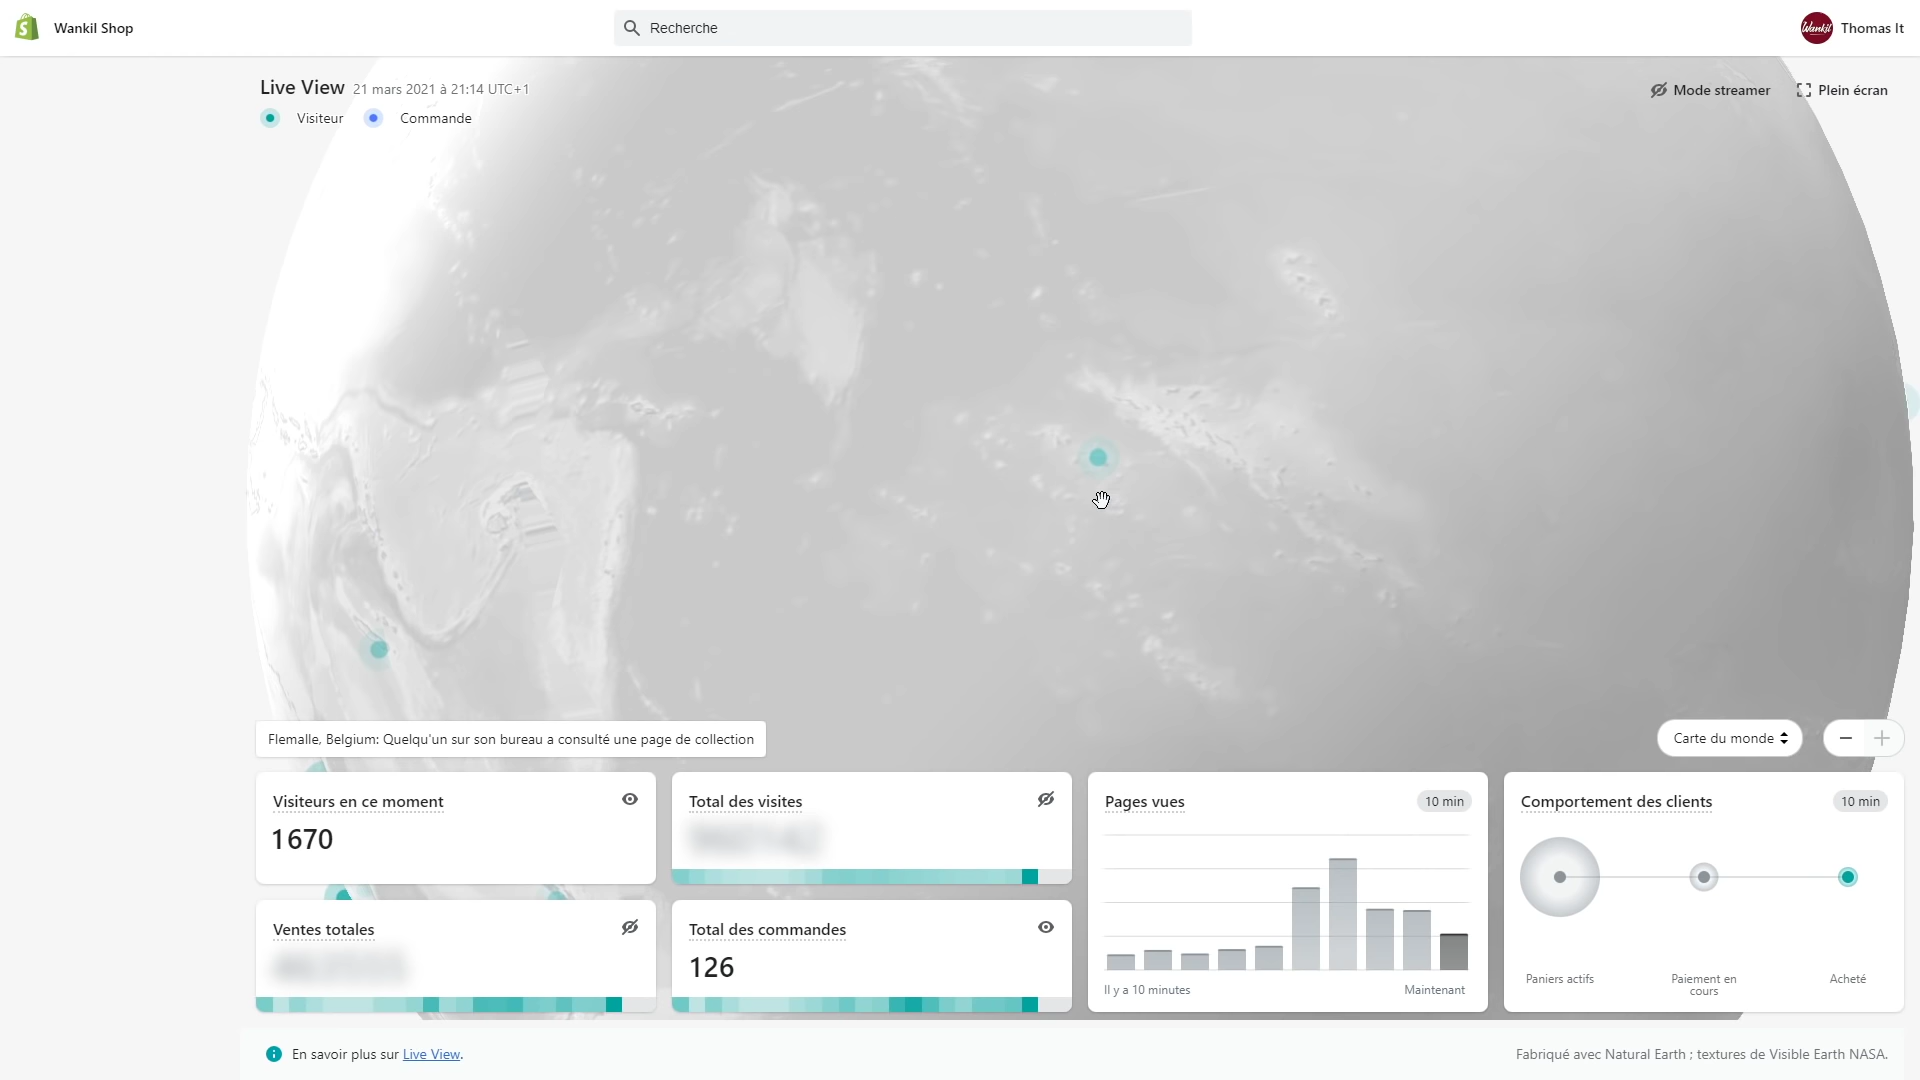 Wankil Shop
Recherche
Wankil
Thomas It
Live View 21 mars 2021 à 21:14 UTC+1
Mode streamer
Plein écran
Visiteur
Commande
Flemalle, Belgium: Quelqu'un sur son bureau a consulté une page de collection
Carte du monde
Visiteurs en ce moment
1670
Total des visites
Ventes totales
Total des commandes
126
Pages vues
10 min
Il y a 10 minutes
Maintenant
Comportement des clients
10 min
Paniers actifs
Paiement en
cours
Acheté
En savoir plus sur Live View.
Fabriqué avec Natural Earth ; textures de Visible Earth NASA.